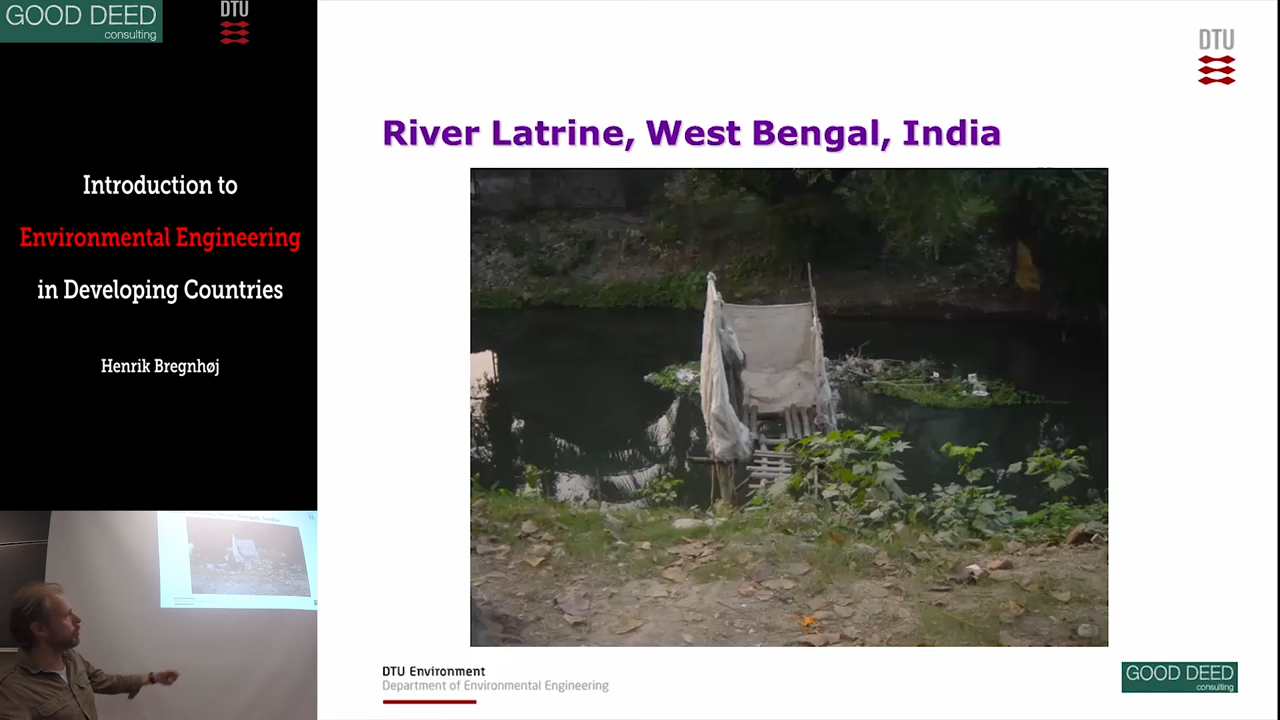 GOOD DEED
consulting
DTU
Introduction to
Environmental Engineering
in Developing Countries
Henrik Bregnhøj
DTU
River Latrine, West Bengal, India
DTU Environment
Department of Environmental Engineering
GOOD DEED
consulting